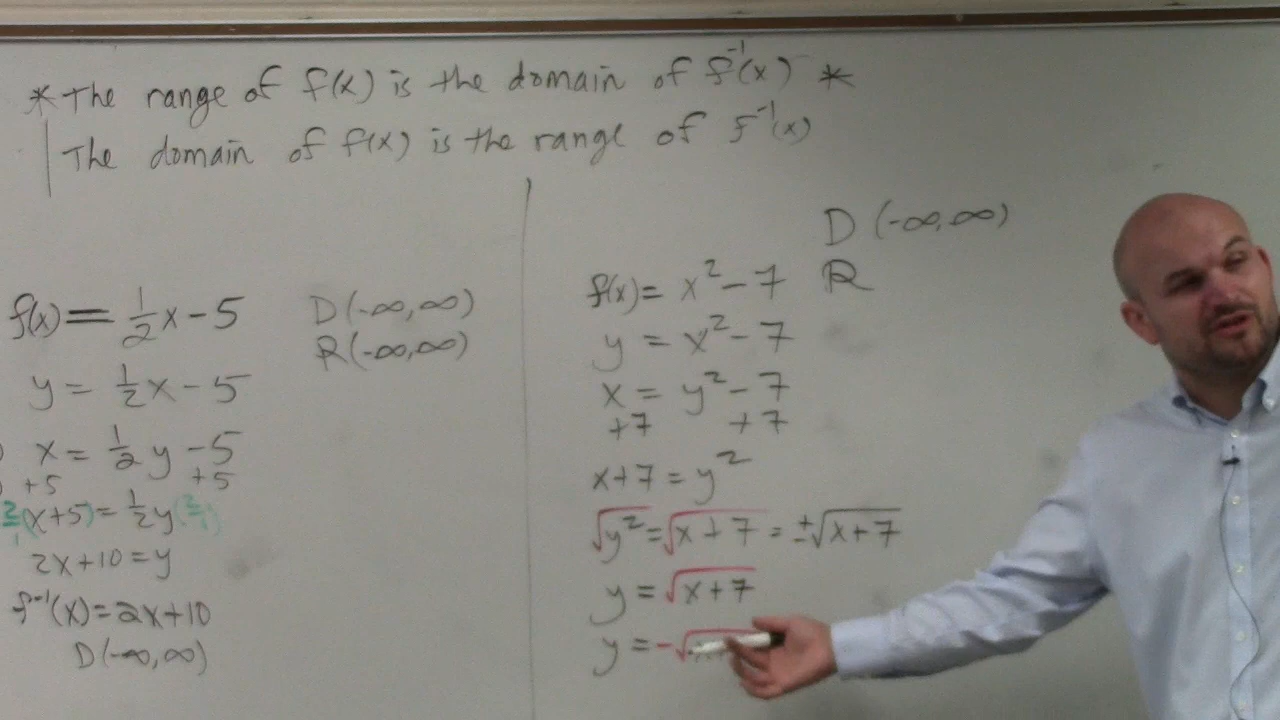 *The range of f(x) is the domain of f⁻¹(x) *
The domain of f(x) is the range of f⁻¹(x)
f(x)= 1/2x-5
D(-∞,∞)
R(-∞,∞)
y= 1/2x-5
x= 1/2y-5
+5 +5
2/1(x+5)=1/2y(2/1)
2x+10=y
f⁻¹(x)=2x+10
D(-∞,∞)
D(-∞,∞)
f(x)= x²-7 R
y = x²-7
x = y²-7
+7 +7
x+7=y²
√y²=√x+7=±√x+7
y=√x+7
y=-√